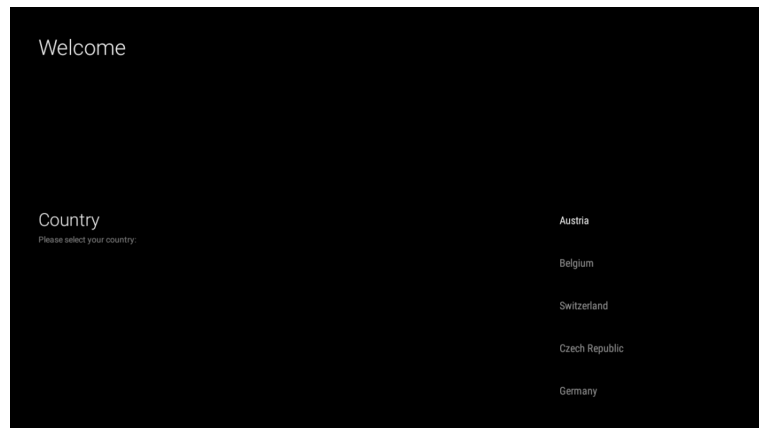 Welcome
Country
Please select your country:
Austria
Belgium
Switzerland
Czech Republic
Germany